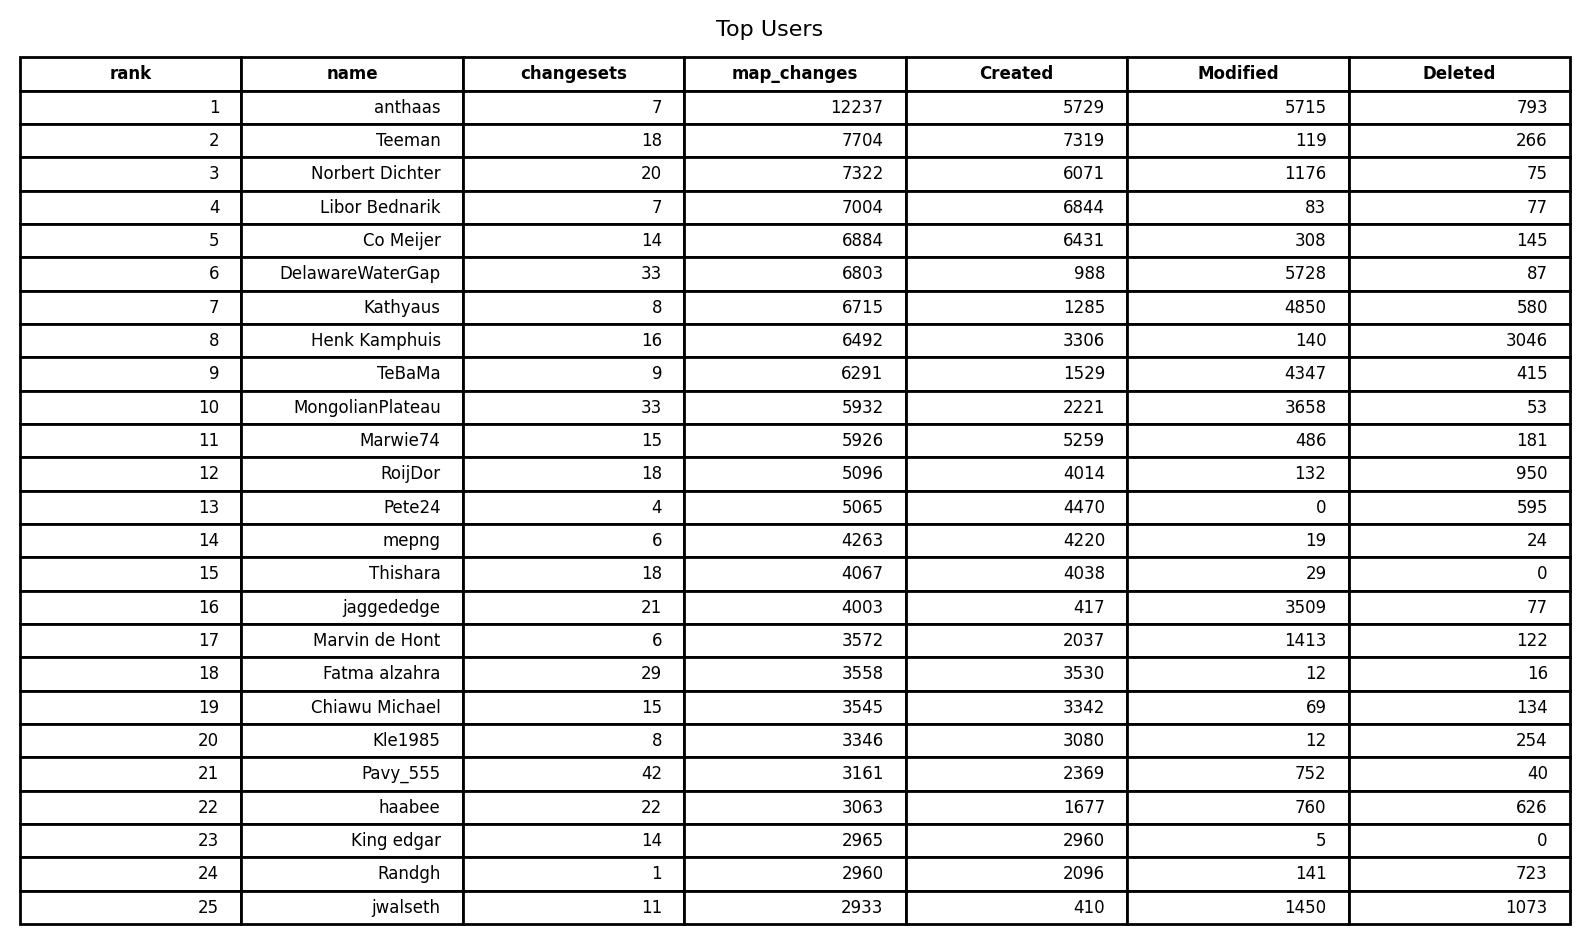 Top Users
rank name changesets map_changes Created Modified Deleted
1 anthaas 7 12237 5729 5715 793
2 Teeman 18 7704 7319 119 266
3 Norbert Dichter 20 7322 6071 1176 75
4 Libor Bednarik 7 7004 6844 83 77
5 Co Meijer 14 6884 6431 308 145
6 DelawareWaterGap 33 6803 988 5728 87
7 Kathyaus 8 6715 1285 4850 580
8 Henk Kamphuis 16 6492 3306 140 3046
9 TeBaMa 9 6291 1529 4347 415
10 MongolianPlateau 33 5932 2221 3658 53
11 Marwie74 15 5926 5259 486 181
12 RoijDor 18 5096 4014 132 950
13 Pete24 4 5065 4470 0 595
14 mepng 6 4263 4220 19 24
15 Thishara 18 4067 4038 29 0
16 jaggededge 21 4003 417 3509 77
17 Marvin de Hont 6 3572 2037 1413 122
18 Fatma alzahra 29 3558 3530 12 16
19 Chiawu Michael 15 3545 3342 69 134
20 Kle1985 8 3346 3080 12 254
21 Pavy_555 42 3161 2369 752 40
22 haabee 22 3063 1677 760 626
23 King edgar 14 2965 2960 5 0
24 Randgh 1 2960 2096 141 723
25 jwalseth 11 2933 410 1450 1073